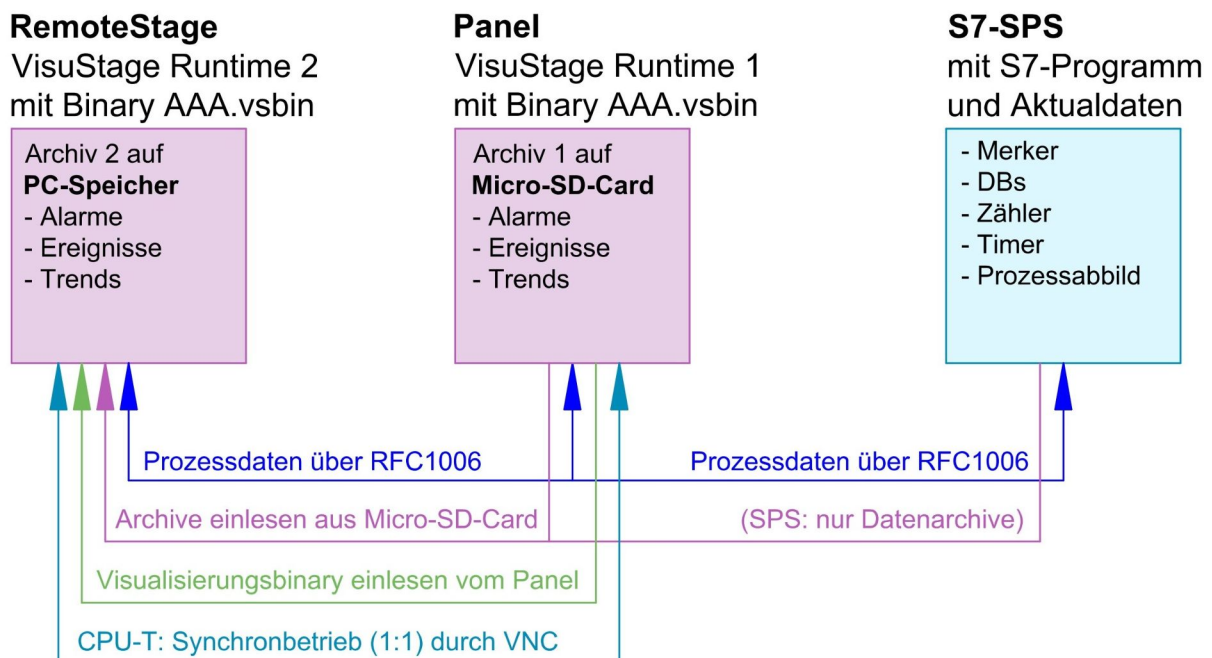 RemoteStage
VisuStage Runtime 2
mit Binary AAA.vsbin
Archiv 2 auf
PC-Speicher
- Alarme
- Ereignisse
- Trends
Panel
VisuStage Runtime 1
mit Binary AAA.vsbin
Archiv 1 auf
Micro-SD-Card
- Alarme
- Ereignisse
- Trends
S7-SPS
mit S7-Programm
und Aktualdaten
- Merker
- DBs
- Zähler
- Timer
- Prozessabbild
Prozessdaten über RFC1006
Prozessdaten über RFC1006
Archive einlesen aus Micro-SD-Card
(SPS: nur Datenarchive)
Visualisierungsbinary einlesen vom Panel
CPU-T: Synchronbetrieb (1:1) durch VNC